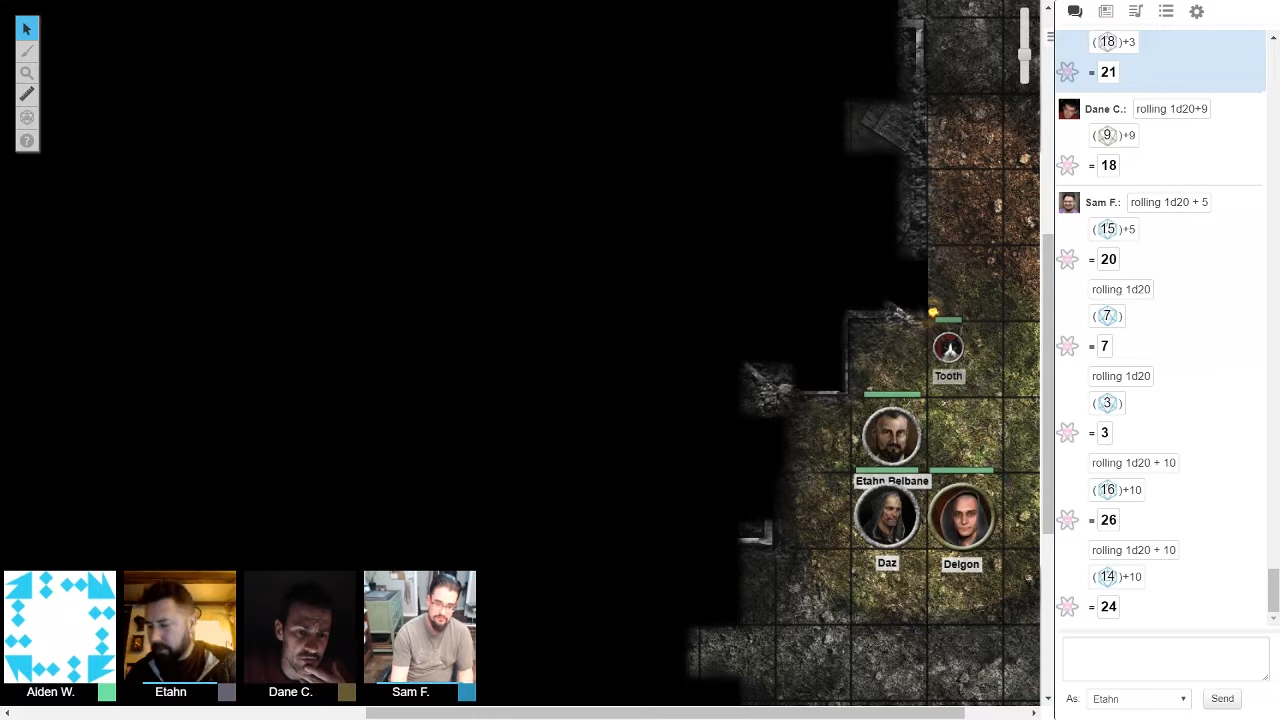 (18)+3
= 21
Dane C.: rolling 1d20+9
(9)+9
= 18
Sam F.: rolling 1d20 + 5
(15)+5
= 20
rolling 1d20
(7)
= 7
rolling 1d20
(3)
= 3
rolling 1d20 + 10
(16)+10
= 26
rolling 1d20 + 10
(14)+10
= 24
Tooth
Etahn Belbane
Daz
Delgon
Aiden W.
Etahn
Dane C.
Sam F.
As: Etahn
Send